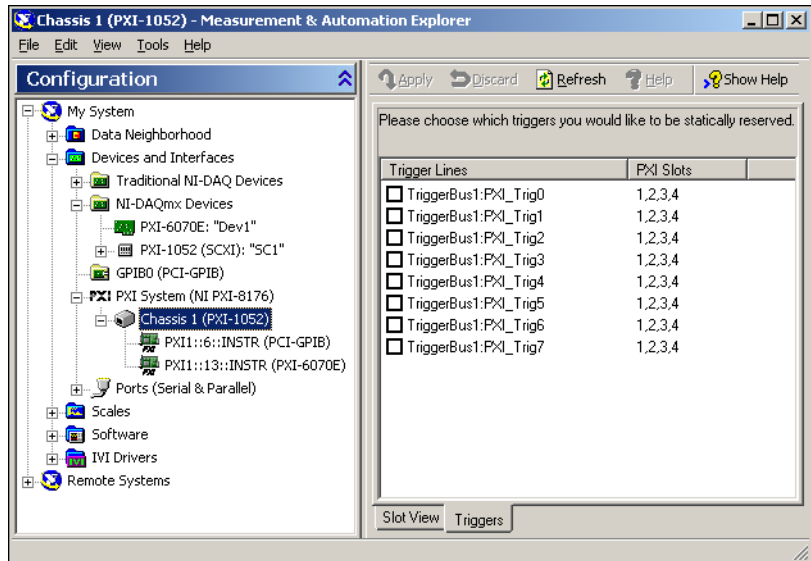 Chassis 1 (PXI-1052) - Measurement & Automation Explorer
File Edit View Tools Help
Configuration
My System
Data Neighborhood
Devices and Interfaces
Traditional NI-DAQ Devices
NI-DAQmx Devices
PXI-6070E: "Dev1"
PXI-1052 (SCXI): "SC1"
GPIB0 (PCI-GPIB)
PXI PXI System (NI PXI-8176)
Chassis 1 (PXI-1052)
PXI1::6::INSTR (PCI-GPIB)
PXI1::13::INSTR (PXI-6070E)
Ports (Serial & Parallel)
Scales
Software
IVI Drivers
Remote Systems
Apply Discard Refresh Help Show Help
Please choose which triggers you would like to be statically reserved.
Trigger Lines PXI Slots
TriggerBus1:PXI_Trig0 1,2,3,4
TriggerBus1:PXI_Trig1 1,2,3,4
TriggerBus1:PXI_Trig2 1,2,3,4
TriggerBus1:PXI_Trig3 1,2,3,4
TriggerBus1:PXI_Trig4 1,2,3,4
TriggerBus1:PXI_Trig5 1,2,3,4
TriggerBus1:PXI_Trig6 1,2,3,4
TriggerBus1:PXI_Trig7 1,2,3,4
Slot View Triggers